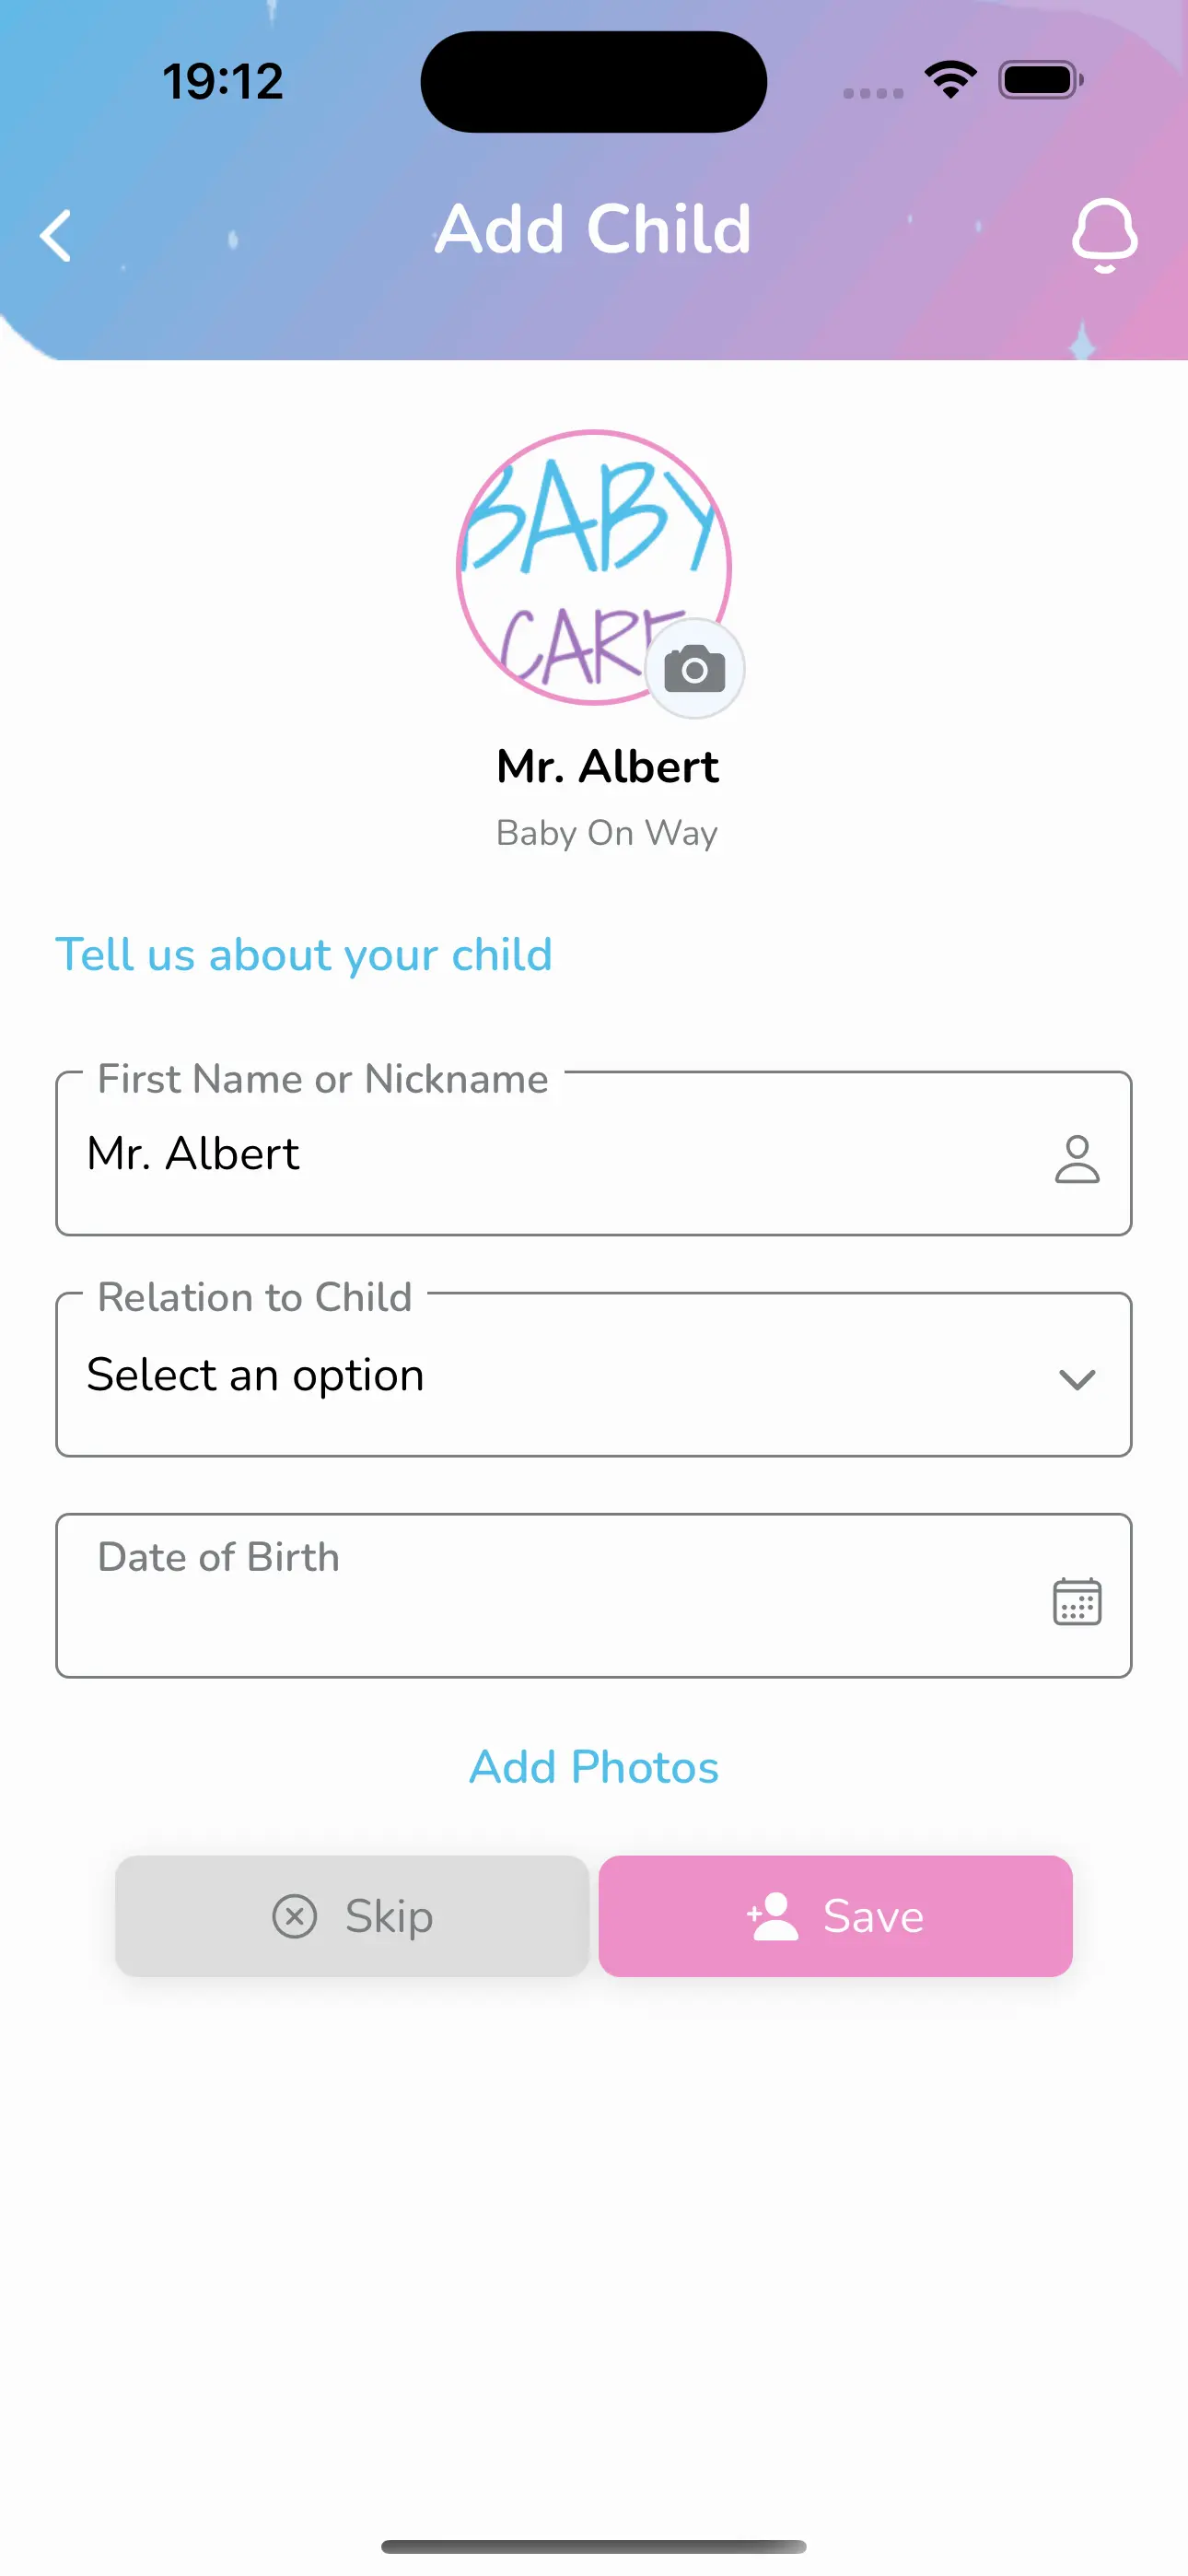 19:12
Add Child
BABY
CARE
Mr. Albert
Baby On Way
Tell us about your child
First Name or Nickname
Mr. Albert
Relation to Child
Select an option
Date of Birth
Add Photos
Skip
Save